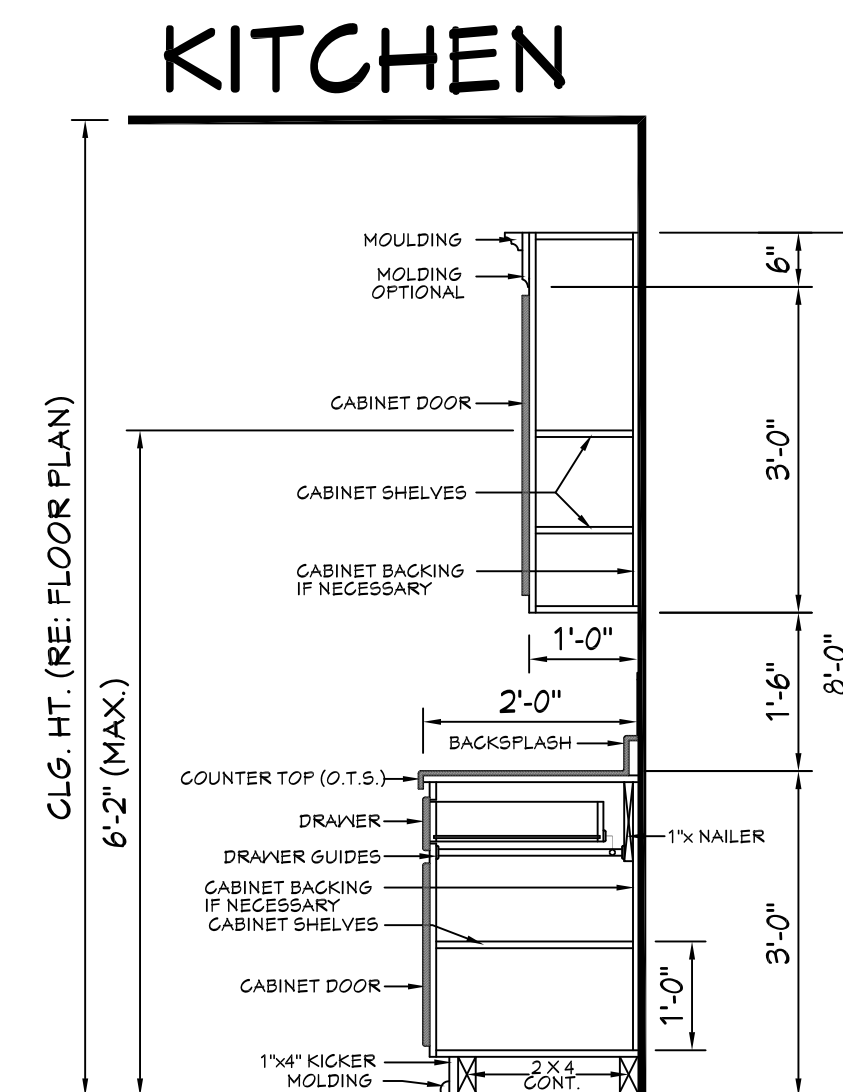 KITCHEN
MOULDING
6"
MOLDING
OPTIONAL
CABINET DOOR
3'-0"
CLG. HT. (RE: FLOOR PLAN)
CABINET SHELVES
CABINET BACKING
IF NECESSARY
1'-0"
8'-0"
1'-6"
6'-2" (MAX.)
2'-0"
BACKSPLASH
COUNTER TOP (O.T.S.)
DRAWER
1"x NAILER
DRAWER GUIDES
CABINET BACKING
IF NECESSARY
CABINET SHELVES
3'-0"
CABINET DOOR
1'-0"
1"x4" KICKER
MOLDING
2 X 4
CONT.